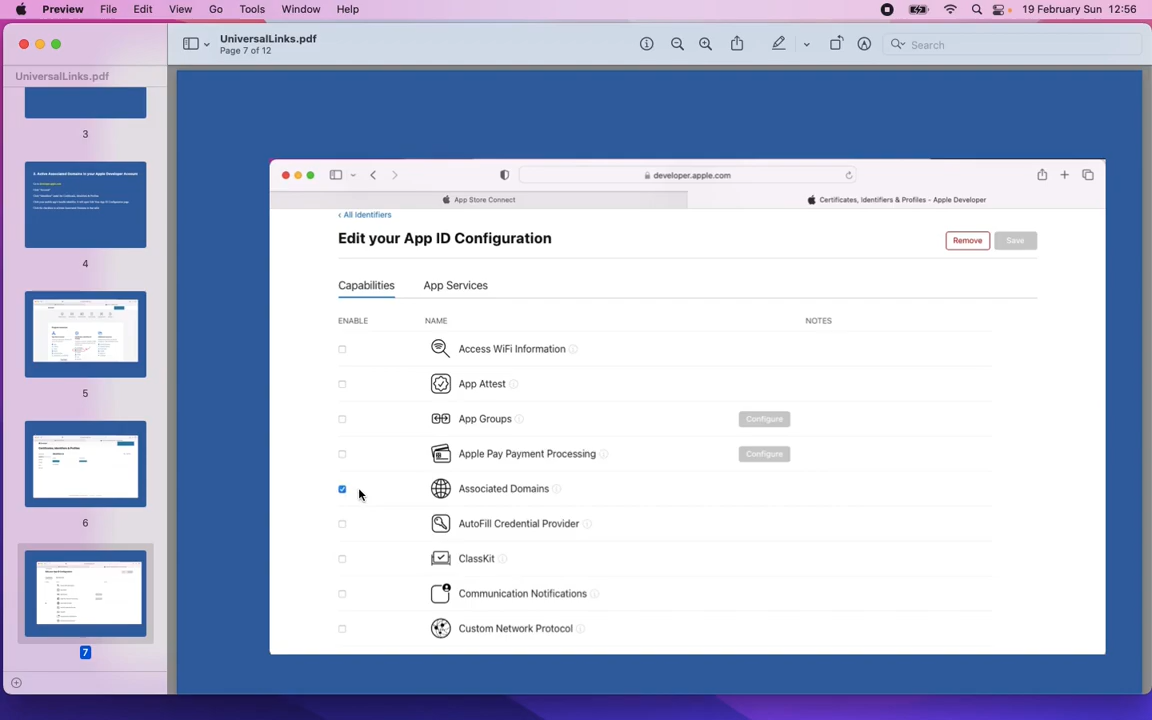 Preview File Edit View Go Tools Window Help 19 February Sun 12:56
UniversalLinks.pdf
Page 7 of 12
Search
UniversalLinks.pdf
3
4
5
6
7
developer.apple.com
App Store Connect
Certificates, Identifiers & Profiles - Apple Developer
‹ All Identifiers
Edit your App ID Configuration
Remove Save
Capabilities App Services
ENABLE NAME NOTES
Access WiFi Information
App Attest
App Groups Configure
Apple Pay Payment Processing Configure
Associated Domains
AutoFill Credential Provider
ClassKit
Communication Notifications
Custom Network Protocol